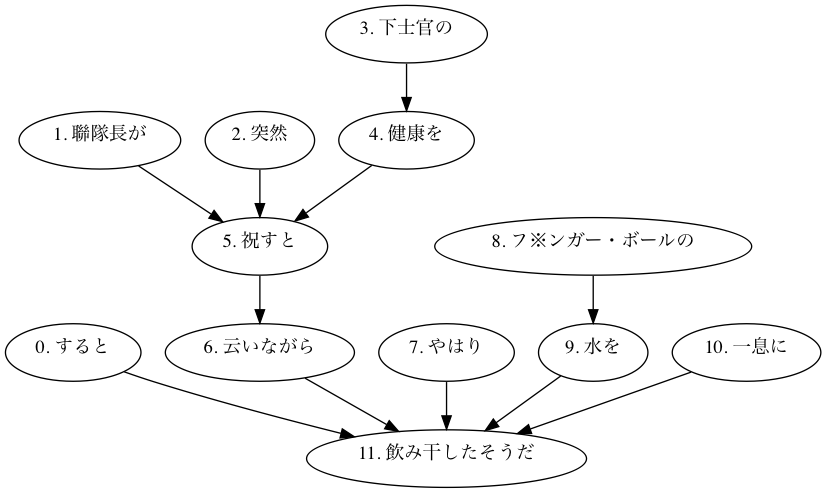 3. 下士官の
1. 聯隊長が
2. 突然
4. 健康を
5. 祝すと
8. フ※ンガー・ボールの
0. すると
6. 云いながら
7. やはり
9. 水を
10. 一息に
11. 飲み干したそうだ